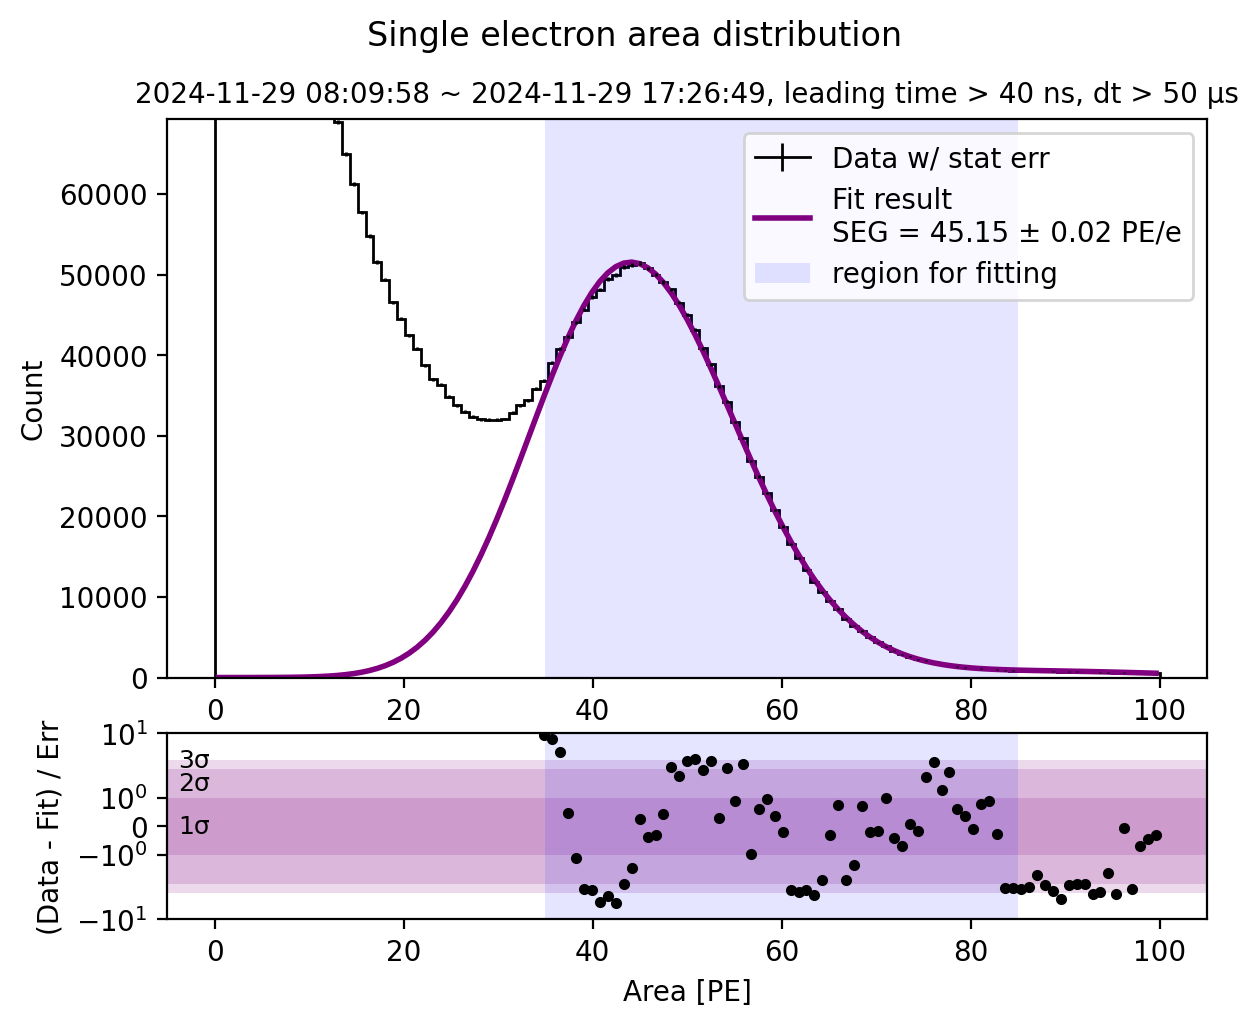 Single electron area distribution
2024-11-29 08:09:58 ~ 2024-11-29 17:26:49, leading time > 40 ns, dt > 50 μs
Data w/ stat err
Fit result
SEG = 45.15 ± 0.02 PE/e
region for fitting
Count
60000
50000
40000
30000
20000
10000
0
0 20 40 60 80 100
(Data - Fit) / Err
10¹
10⁰
0
−10⁰
−10¹
3σ
2σ
1σ
0 20 40 60 80 100
Area [PE]